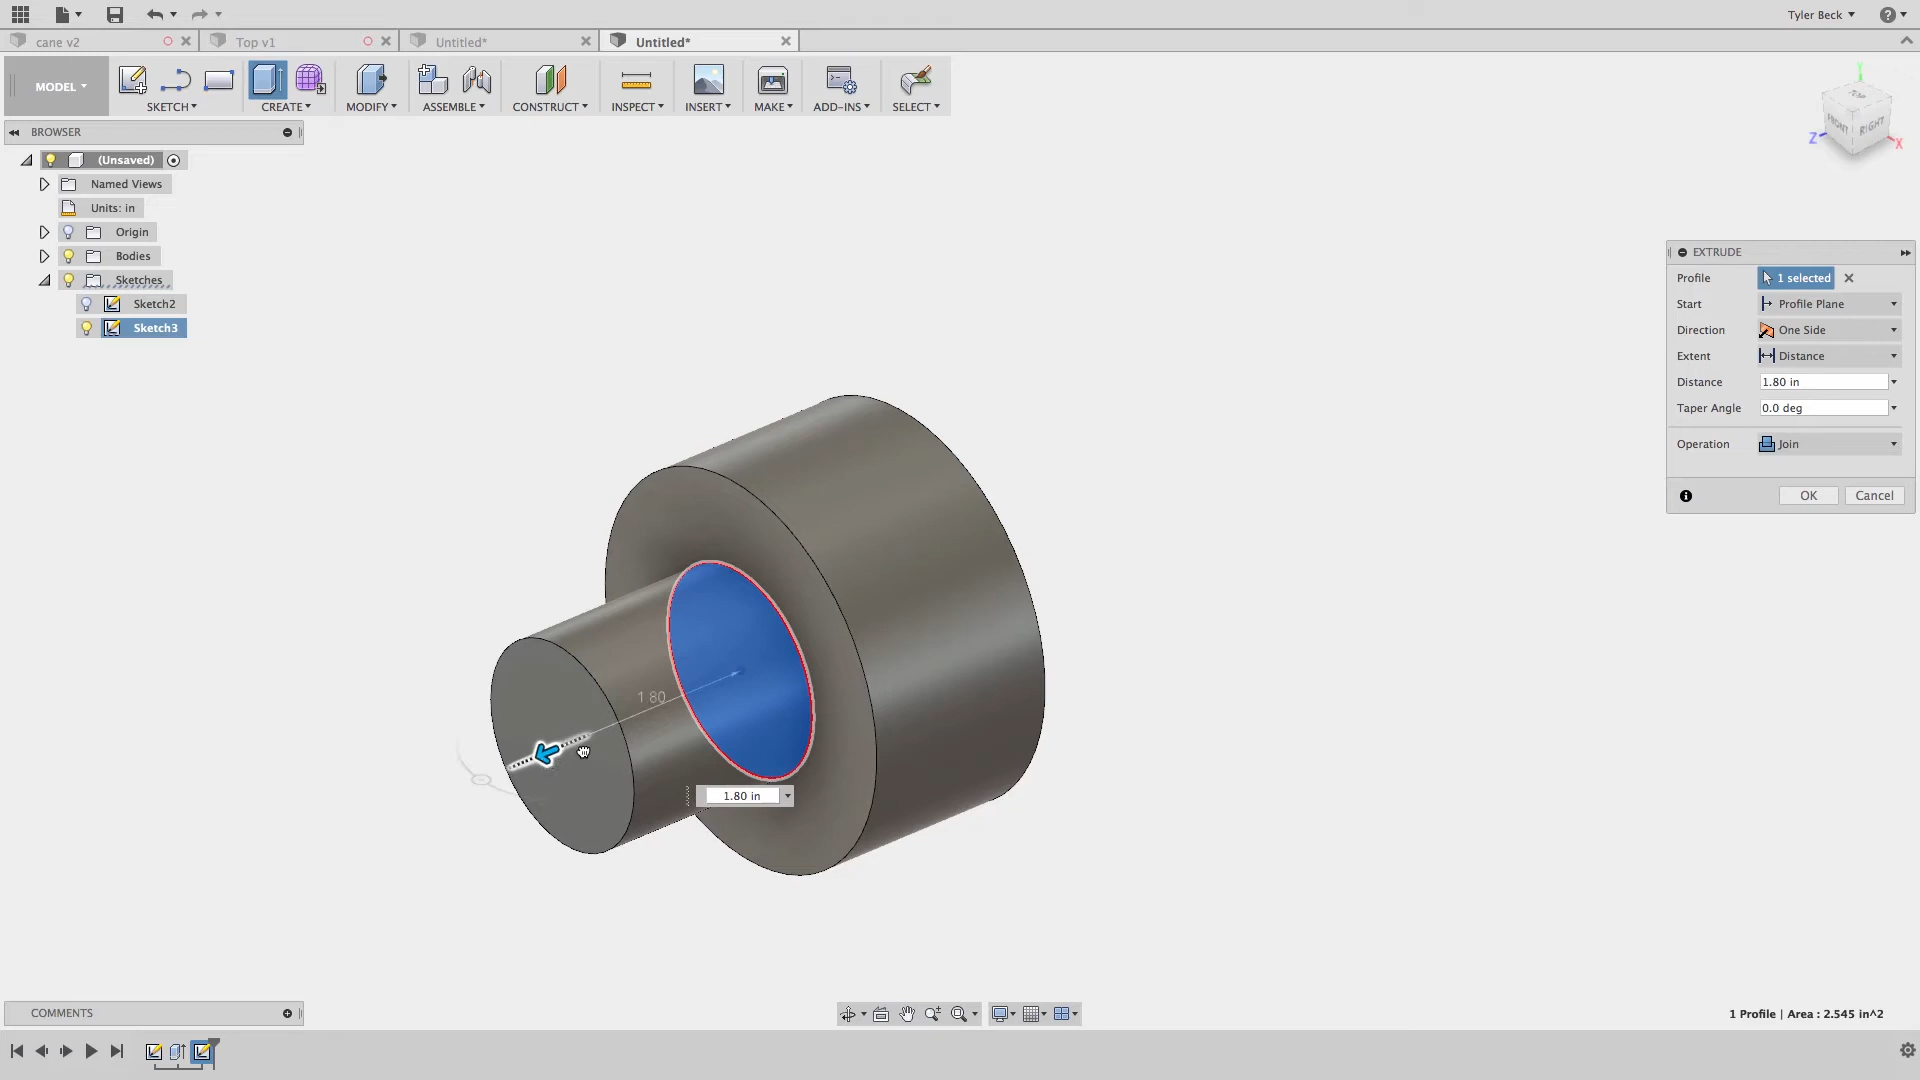 Tyler Beck
cane v2
Top v1
Untitled*
Untitled*
MODEL
SKETCH
CREATE
MODIFY
ASSEMBLE
CONSTRUCT
INSPECT
INSERT
MAKE
ADD-INS
SELECT
TOP
FRONT
RIGHT
Y
Z
X
BROWSER
(Unsaved)
Named Views
Units: in
Origin
Bodies
Sketches
Sketch2
Sketch3
EXTRUDE
Profile 1 selected
Start Profile Plane
Direction One Side
Extent Distance
Distance 1.80 in
Taper Angle 0.0 deg
Operation Join
OK Cancel
1.80
1.80 in
COMMENTS
1 Profile | Area : 2.545 in^2